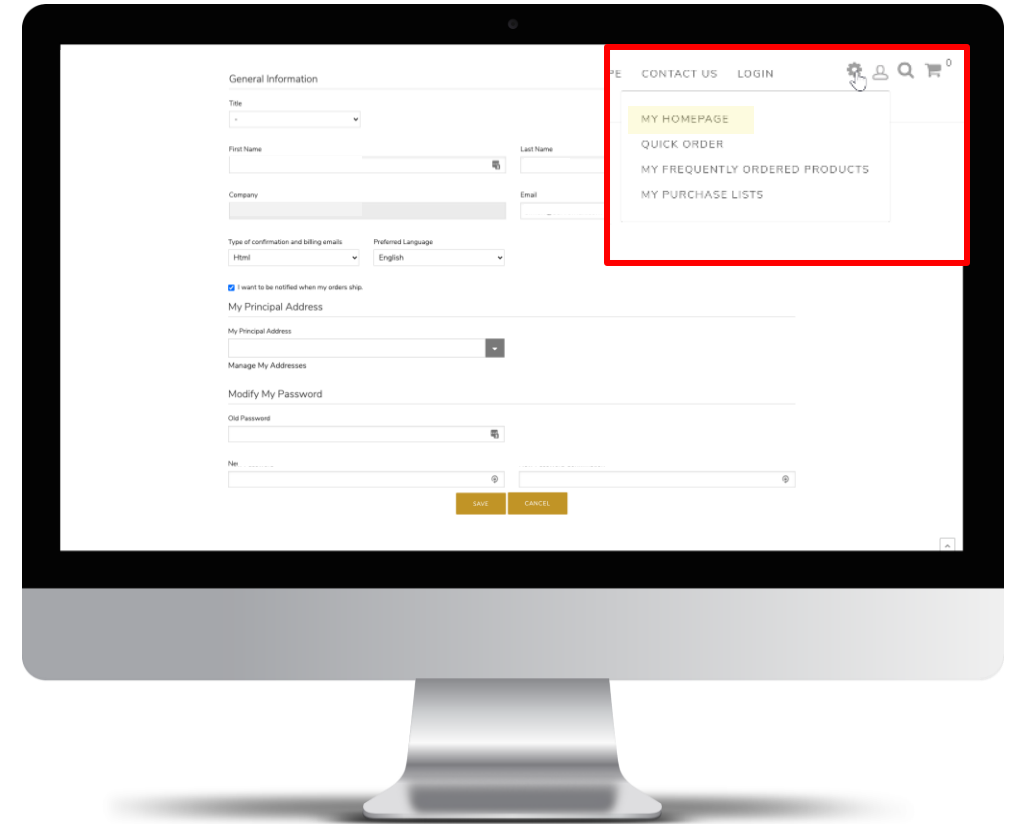 General Information
CONTACT US LOGIN 0
Title
-
MY HOMEPAGE
QUICK ORDER
MY FREQUENTLY ORDERED PRODUCTS
MY PURCHASE LISTS
First Name Last Name
Company Email
Type of confirmation and billing emails Preferred Language
Html English
I want to be notified when my orders ship.
My Principal Address
My Principal Address
Manage My Addresses
Modify My Password
Old Password
SAVE CANCEL